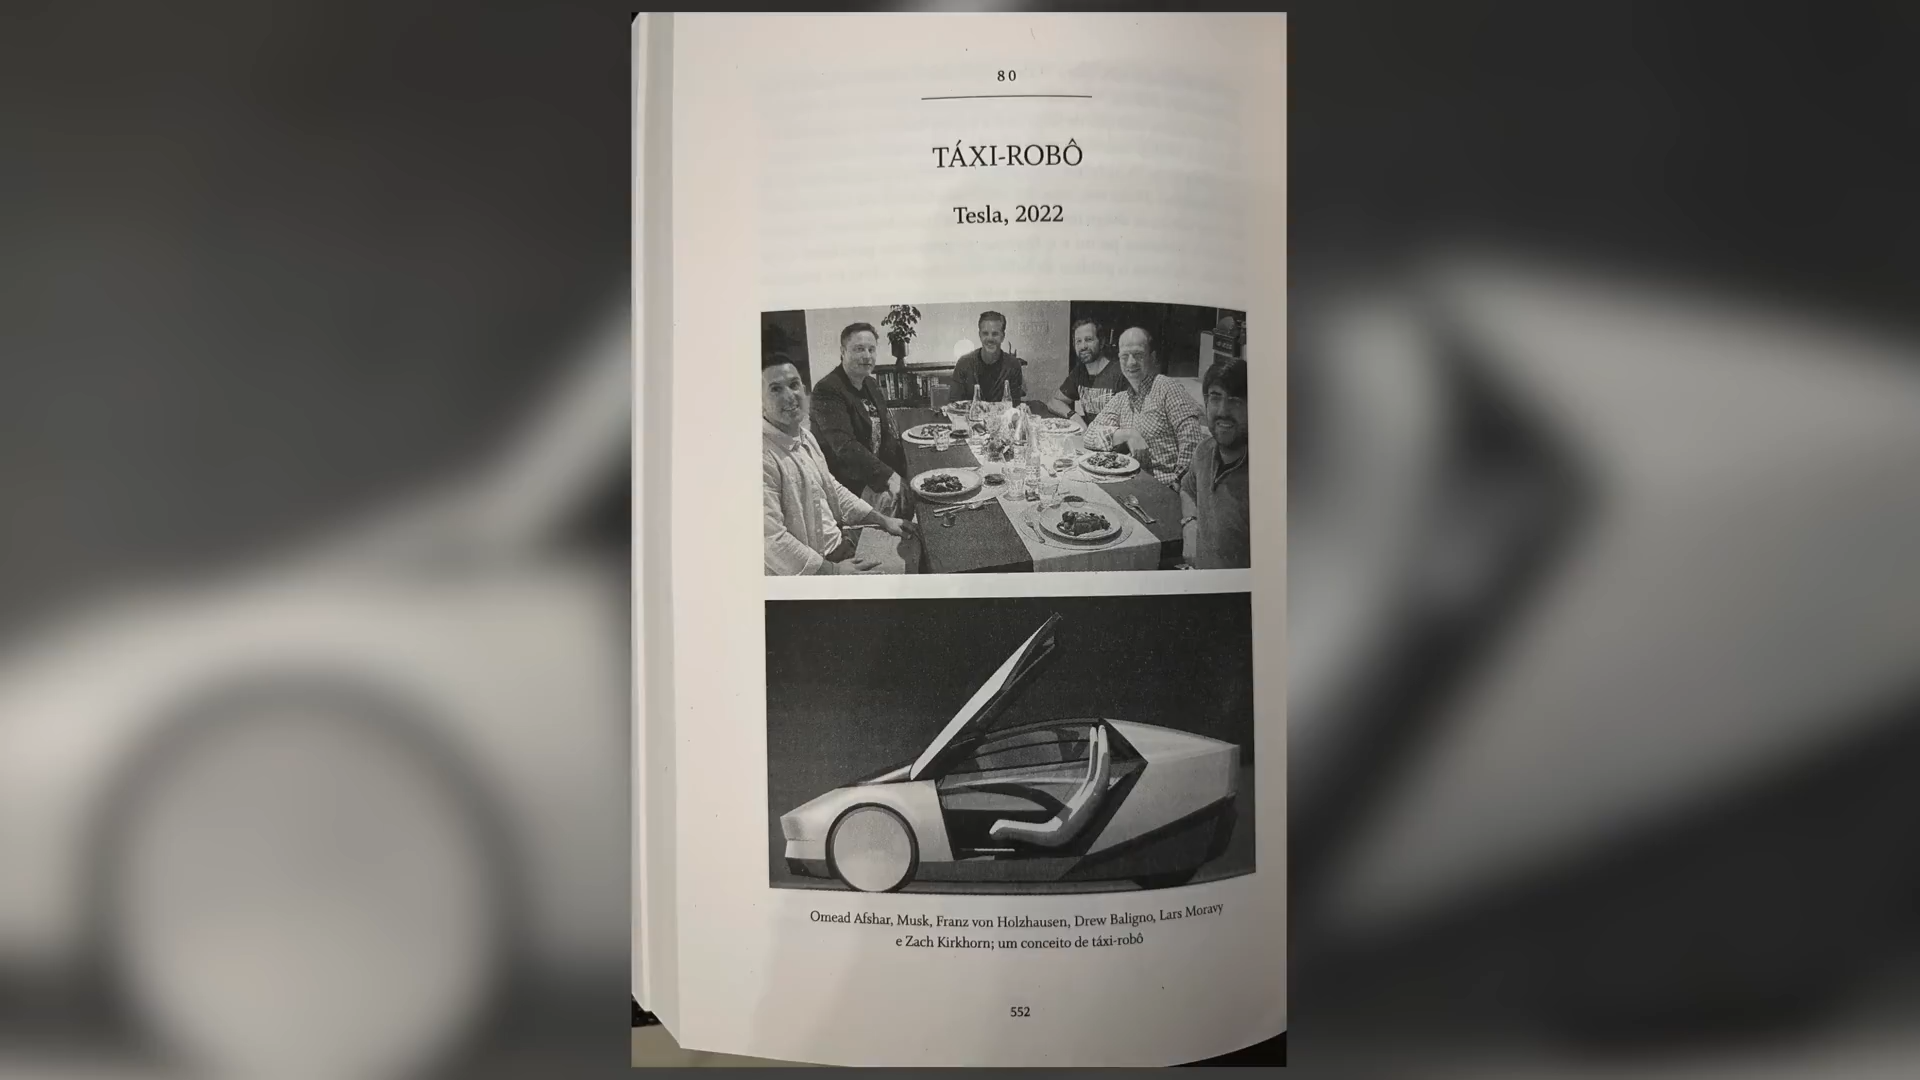 80
TÁXI-ROBÔ
Tesla, 2022
Omead Afshar, Musk, Franz von Holzhausen, Drew Baligno, Lars Moravy
e Zach Kirkhorn; um conceito de táxi-robô
552